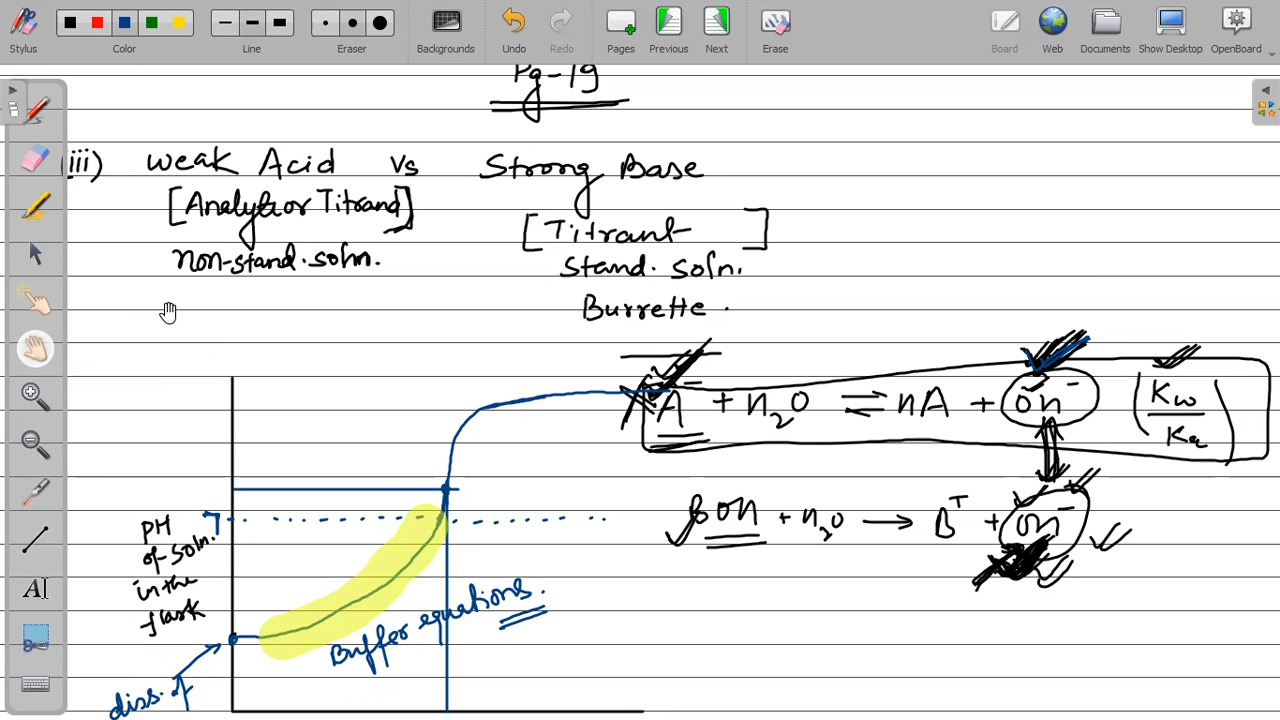 Stylus Color Line Eraser Backgrounds Undo Redo Pages Previous Next Erase Board Web Documents Show Desktop OpenBoard
Pg-19
(iii) weak Acid vs Strong Base
[Analyte or Titrand] [Titrant]
non-stand. soln. stand. soln.
Burrette.
A⁻ + H₂O ⇌ HA + OH⁻ (Kw/Ka)
BOH + H₂O → B⁺ + OH⁻
PH
of soln.
in the
flask
7
Buffer equations.
diss. of